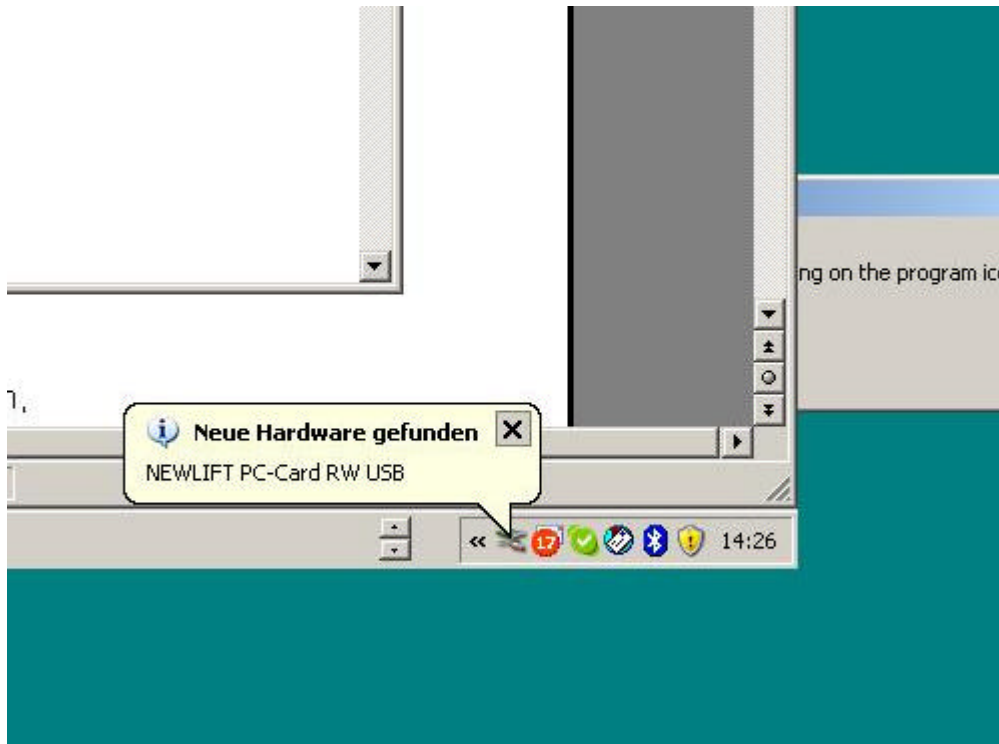 ng on the program ic
n,
Neue Hardware gefunden
NEWLIFT PC-Card RW USB
« 17 14:26